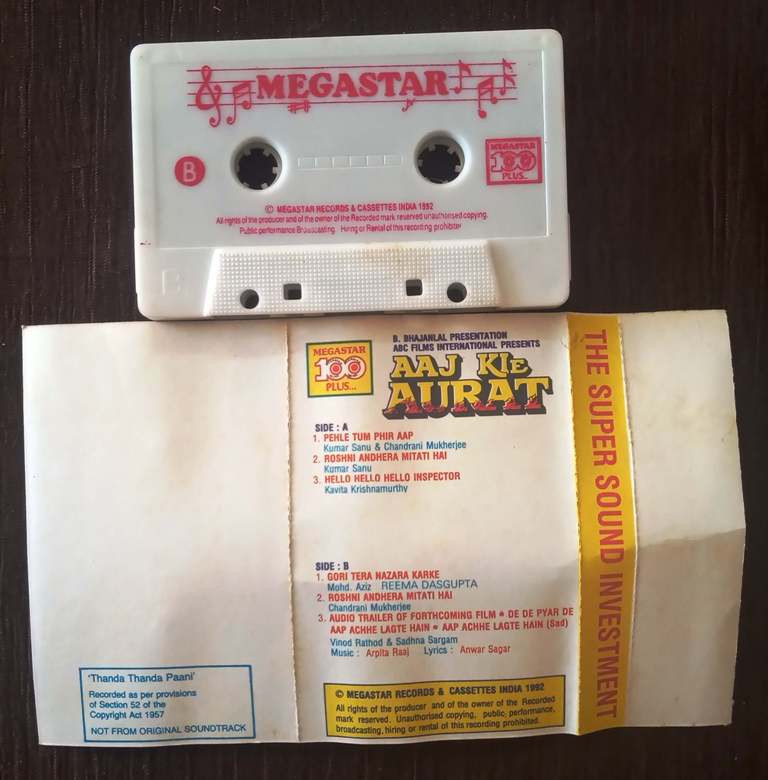 MEGASTAR
B
MEGASTAR
100
PLUS...
© MEGASTAR RECORDS & CASSETTES INDIA 1992
All rights of the producer and of the owner of the Recorded mark reserved unauthorised copying.
Public performance Broadcasting Hiring or Rental of this recording prohibiter
B
MEGASTAR
100
PLUS...
B. BHAJANLAL PRESENTATION
ABC FILMS INTERNATIONAL PRESENTS
AAJ KIE
AURAT
SIDE : A
1. PEHLE TUM PHIR AAP
Kumar Sanu & Chandrani Mukherjee
2. ROSHNI ANDHERA MITATI HAI
Kumar Sanu
3. HELLO HELLO HELLO INSPECTOR
Kavita Krishnamurthy
SIDE : B
1. GORI TERA NAZARA KARKE
Mohd. Aziz REEMA DASGUPTA
2. ROSHNI ANDHERA MITATI HAI
Chandrani Mukherjee
3. AUDIO TRAILER OF FORTHCOMING FILM • DE DE PYAR DE
AAP ACHHE LAGTE HAIN • AAP ACHHE LAGTE HAIN (Sad)
Vinod Rathod & Sadhna Sargam
Music : Arpita Raaj Lyrics : Anwar Sagar
© MEGASTAR RECORDS & CASSETTES INDIA 1992
All rights of the producer and of the owner of the Recorded
mark reserved. Unauthorised copying, public, performance,
broadcasting, hiring or rental of this recording prohibited.
THE SUPER SOUND INVESTMENT
'Thanda Thanda Paani'
Recorded as per provisions
of Section 52 of the
Copyright Act 1957
NOT FROM ORIGINAL SOUNDTRACK